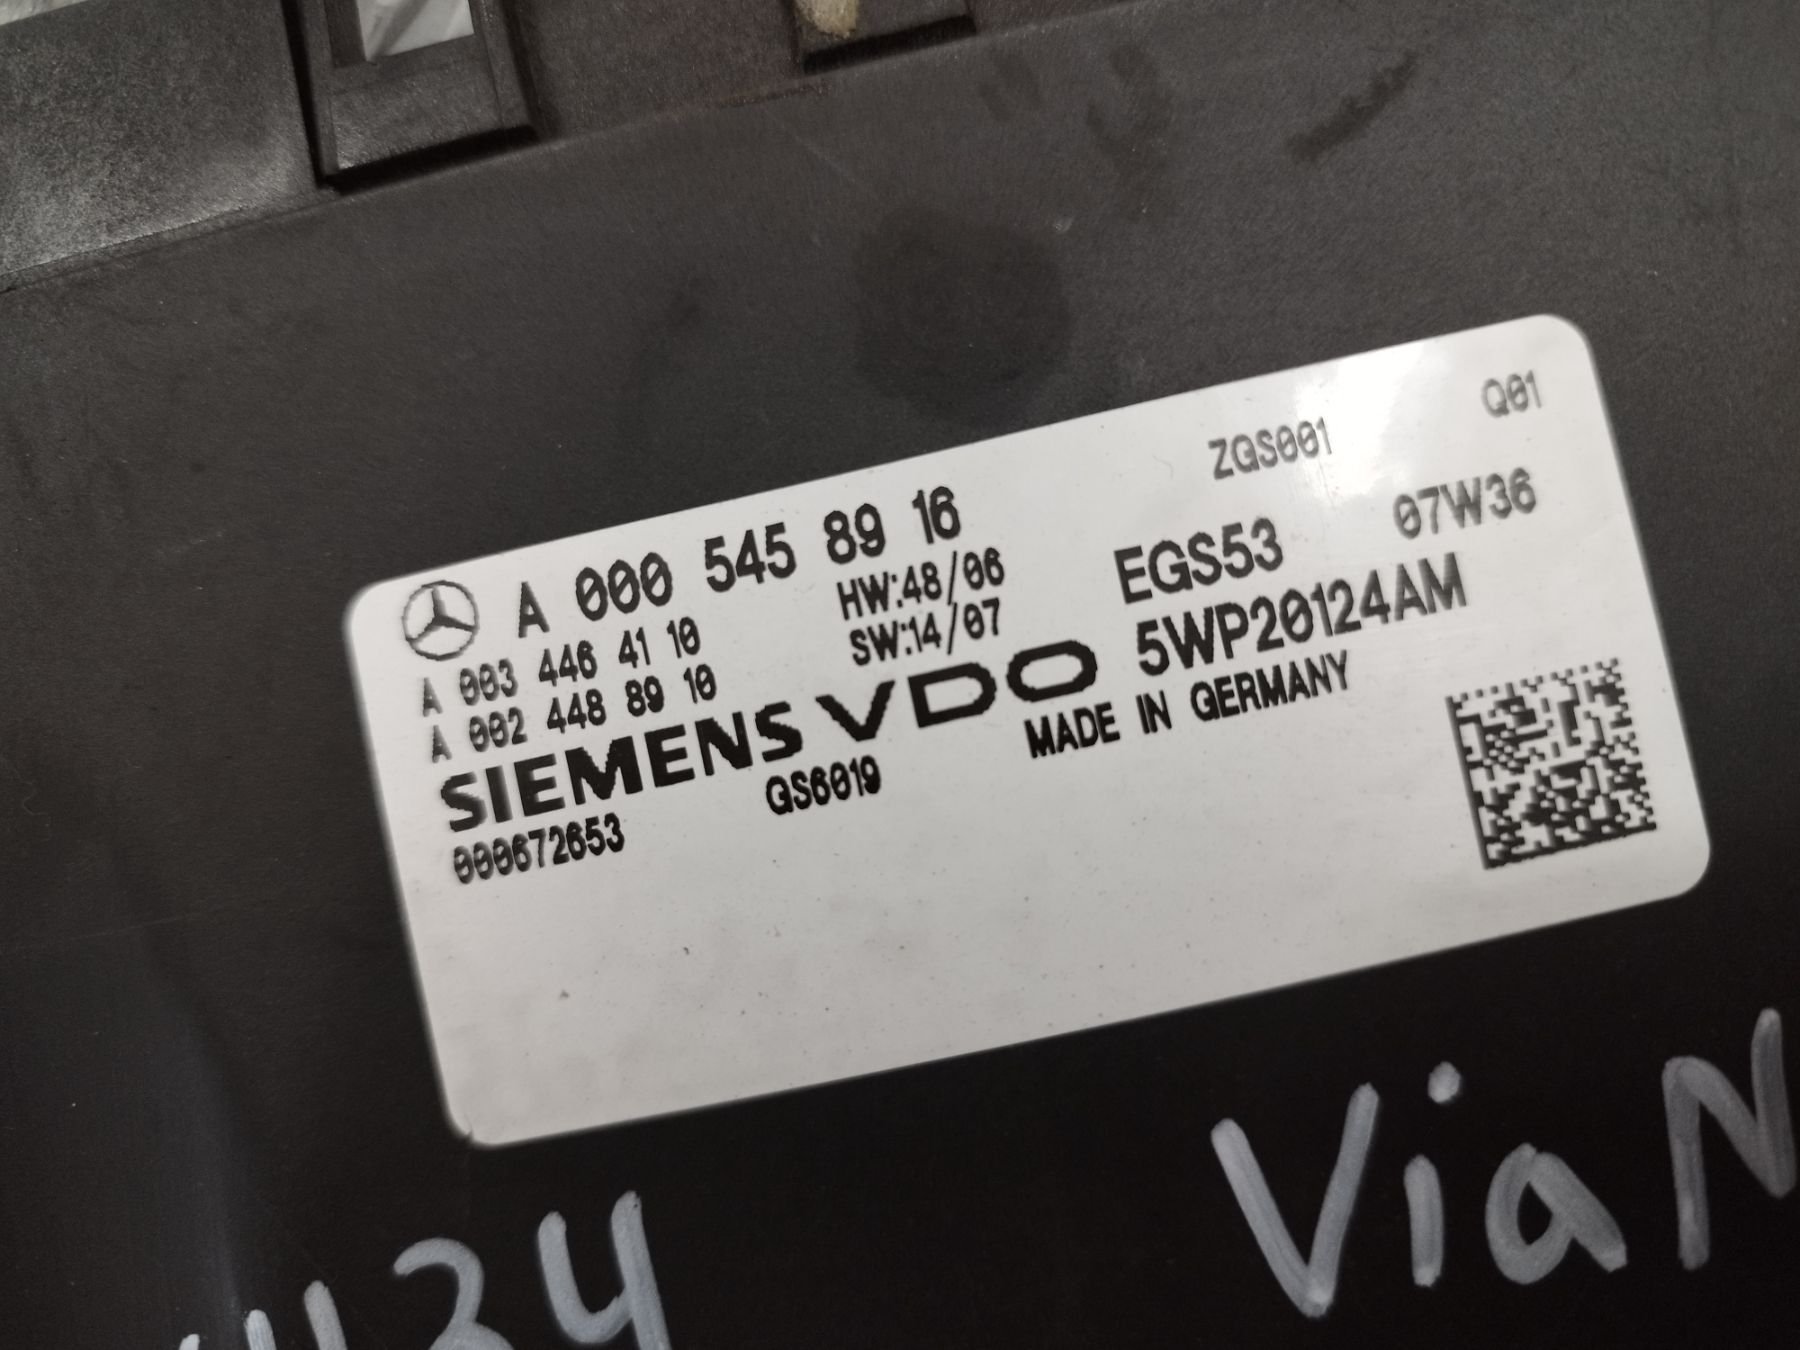 Q01
ZGS001
A 000 545 89 16
EGS53
07W36
A 003 446 41 10
HW:48/06
5WP20124AM
A 002 448 89 10
SW:14/07
SIEMENS VDO
MADE IN GERMANY
000672653
QS6019
ViaN
434